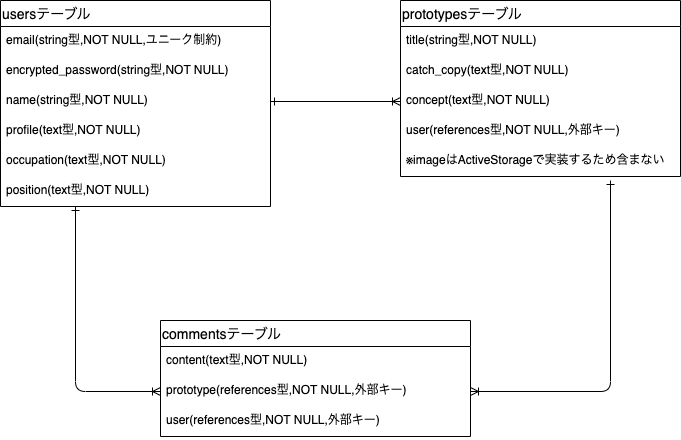 usersテーブル
email(string型,NOT NULL,ユニーク制約)
encrypted_password(string型,NOT NULL)
name(string型,NOT NULL)
profile(text型,NOT NULL)
occupation(text型,NOT NULL)
position(text型,NOT NULL)
prototypesテーブル
title(string型,NOT NULL)
catch_copy(text型,NOT NULL)
concept(text型,NOT NULL)
user(references型,NOT NULL,外部キー)
※imageはActiveStorageで実装するため含まない
commentsテーブル
content(text型,NOT NULL)
prototype(references型,NOT NULL,外部キー)
user(references型,NOT NULL,外部キー)